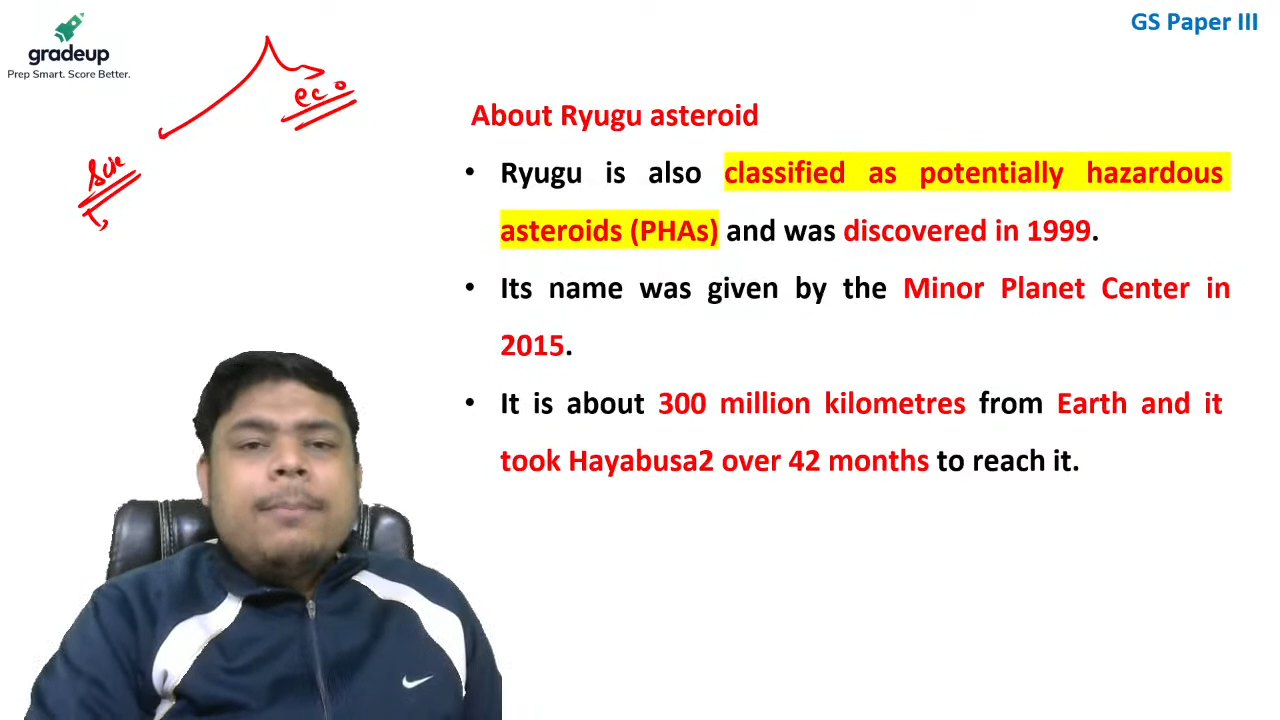 gradeup
Prep Smart. Score Better.
GS Paper III
eco
About Ryugu asteroid
• Ryugu is also classified as potentially hazardous
asteroids (PHAs) and was discovered in 1999.
• Its name was given by the Minor Planet Center in
2015.
• It is about 300 million kilometres from Earth and it
took Hayabusa2 over 42 months to reach it.